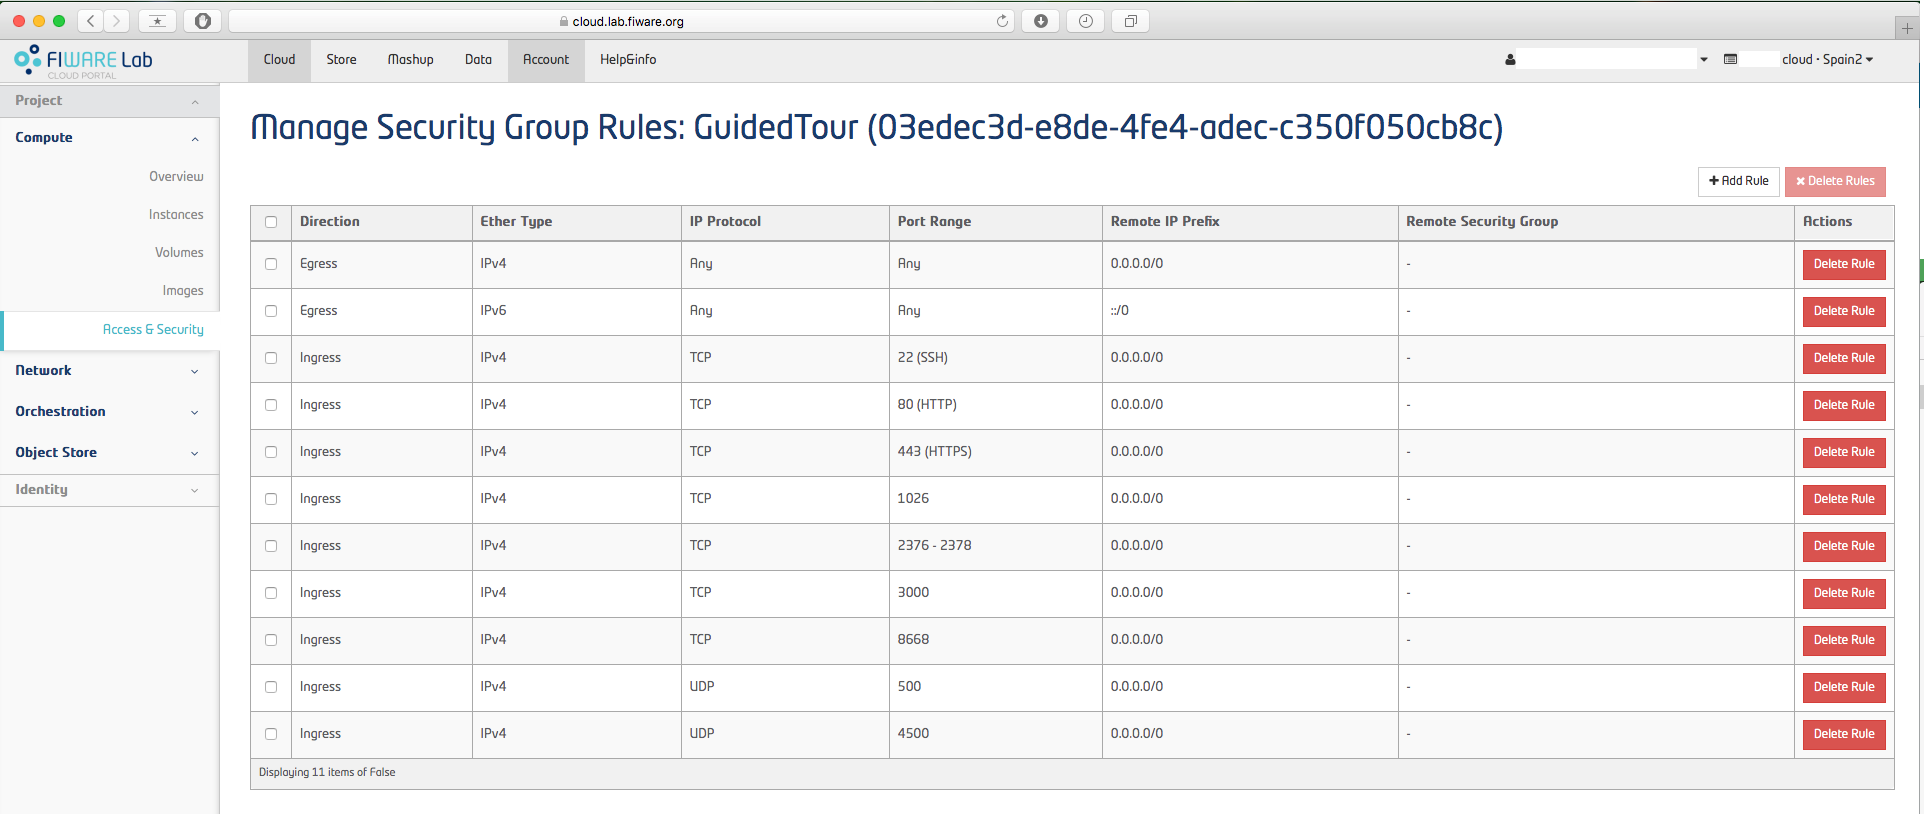 cloud.lab.fiware.org
FIWARE Lab
CLOUD PORTAL
Cloud Store Mashup Data Account Help&info
cloud · Spain2
Project
Compute
Overview
Instances
Volumes
Images
Access & Security
Network
Orchestration
Object Store
Identity
Manage Security Group Rules: GuidedTour (03edec3d-e8de-4fe4-adec-c350f050cb8c)
+ Add Rule × Delete Rules
Direction Ether Type IP Protocol Port Range Remote IP Prefix Remote Security Group Actions
Egress IPv4 Any Any 0.0.0.0/0 - Delete Rule
Egress IPv6 Any Any ::/0 - Delete Rule
Ingress IPv4 TCP 22 (SSH) 0.0.0.0/0 - Delete Rule
Ingress IPv4 TCP 80 (HTTP) 0.0.0.0/0 - Delete Rule
Ingress IPv4 TCP 443 (HTTPS) 0.0.0.0/0 - Delete Rule
Ingress IPv4 TCP 1026 0.0.0.0/0 - Delete Rule
Ingress IPv4 TCP 2376 - 2378 0.0.0.0/0 - Delete Rule
Ingress IPv4 TCP 3000 0.0.0.0/0 - Delete Rule
Ingress IPv4 TCP 8668 0.0.0.0/0 - Delete Rule
Ingress IPv4 UDP 500 0.0.0.0/0 - Delete Rule
Ingress IPv4 UDP 4500 0.0.0.0/0 - Delete Rule
Displaying 11 items of False